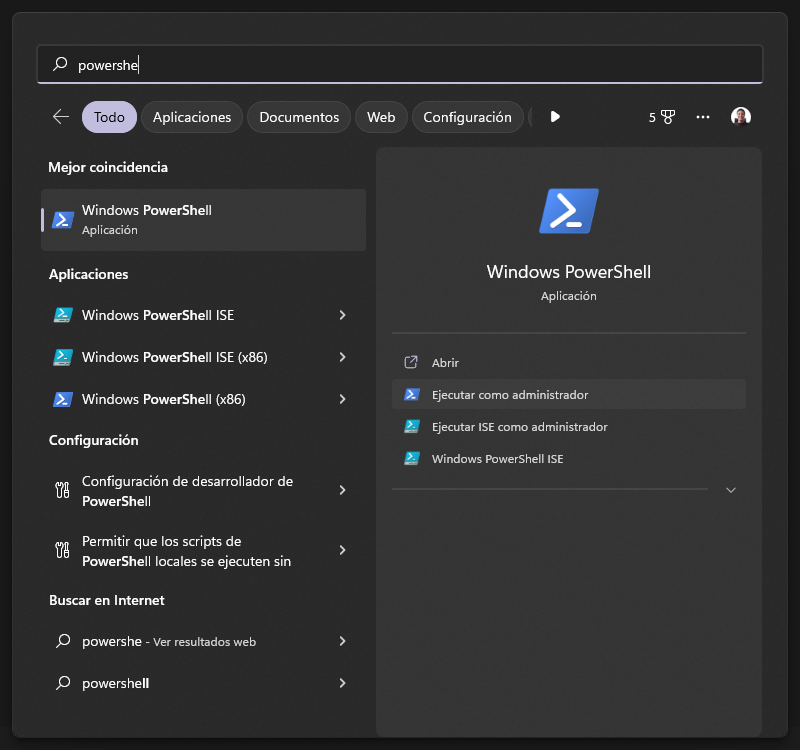 powershe
Todo
Aplicaciones
Documentos
Web
Configuración
5
Mejor coincidencia
Windows PowerShell
Aplicación
Aplicaciones
Windows PowerShell ISE
Windows PowerShell ISE (x86)
Windows PowerShell (x86)
Configuración
Configuración de desarrollador de
PowerShell
Permitir que los scripts de
PowerShell locales se ejecuten sin
Buscar en Internet
powershe - Ver resultados web
powershell
Windows PowerShell
Aplicación
Abrir
Ejecutar como administrador
Ejecutar ISE como administrador
Windows PowerShell ISE